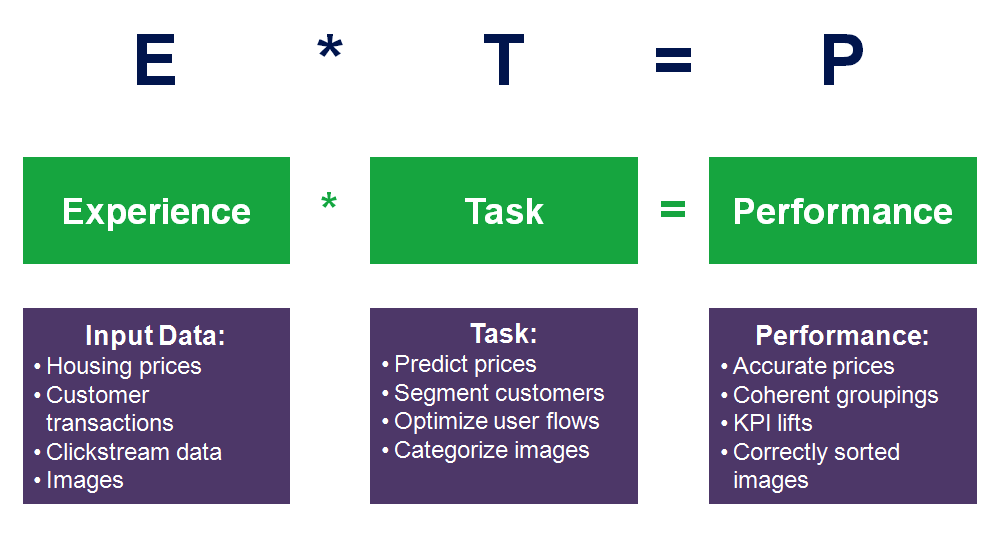 E * T = P
Experience * Task = Performance
Input Data:
• Housing prices
• Customer
transactions
• Clickstream data
• Images
Task:
• Predict prices
• Segment customers
• Optimize user flows
• Categorize images
Performance:
• Accurate prices
• Coherent groupings
• KPI lifts
• Correctly sorted
images